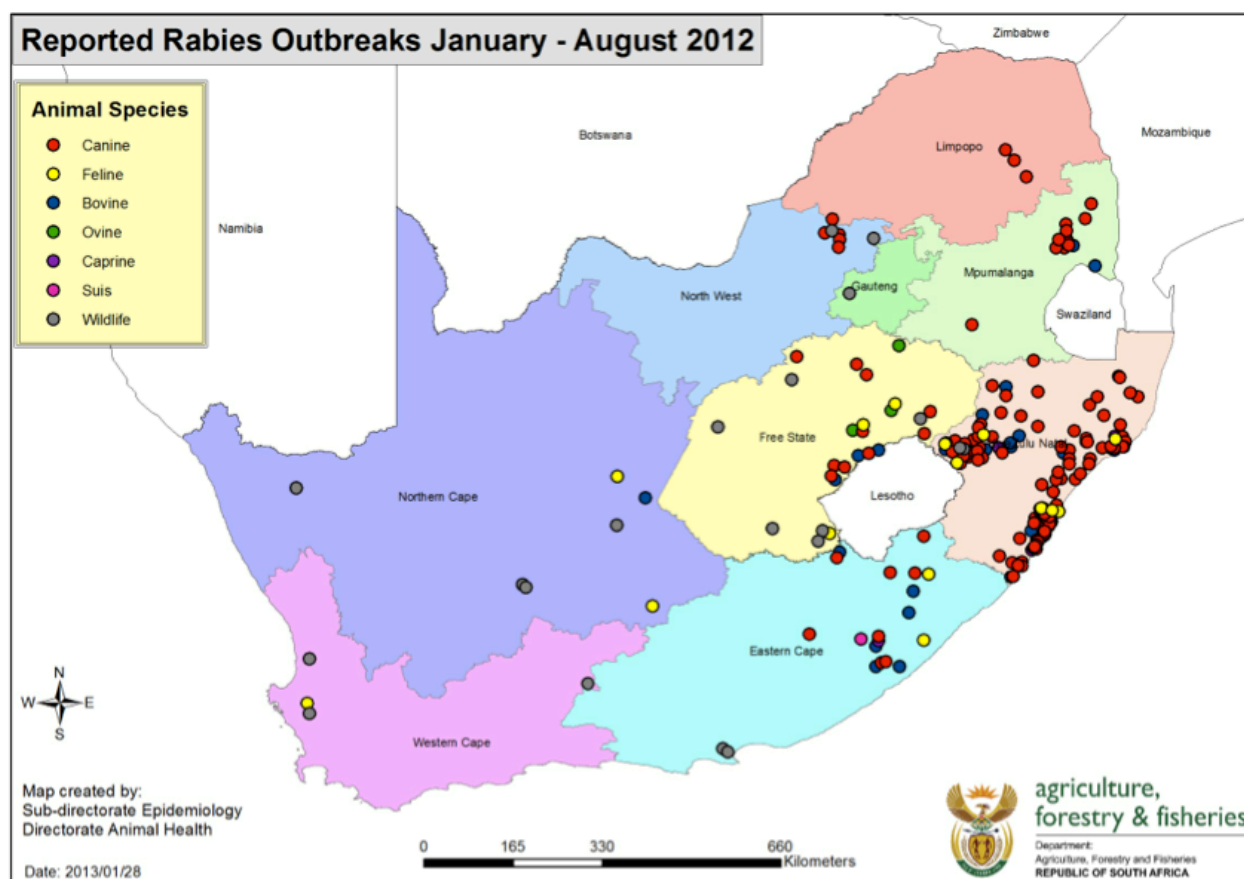 Reported Rabies Outbreaks January - August 2012
Animal Species
Canine
Feline
Bovine
Ovine
Caprine
Suis
Wildlife
Zimbabwe
Botswana
Mozambique
Namibia
Limpopo
North West
Gauteng
Mpumalanga
Swaziland
Free State
Northern Cape
Lesotho
Eastern Cape
Western Cape
N
W E
S
Map created by:
Sub-directorate Epidemiology
Directorate Animal Health
Date: 2013/01/28
0 165 330 660
Kilometers
agriculture,
forestry & fisheries
Department:
Agriculture, Forestry and Fisheries
REPUBLIC OF SOUTH AFRICA